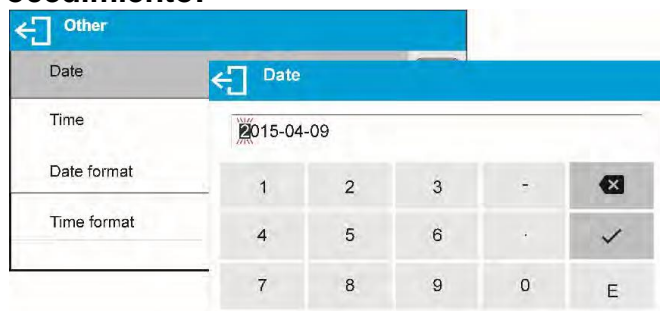 Other
Date
Time
Date format
Time format
Date
2015-04-09
1 2 3 -
4 5 6 .
7 8 9 0 E